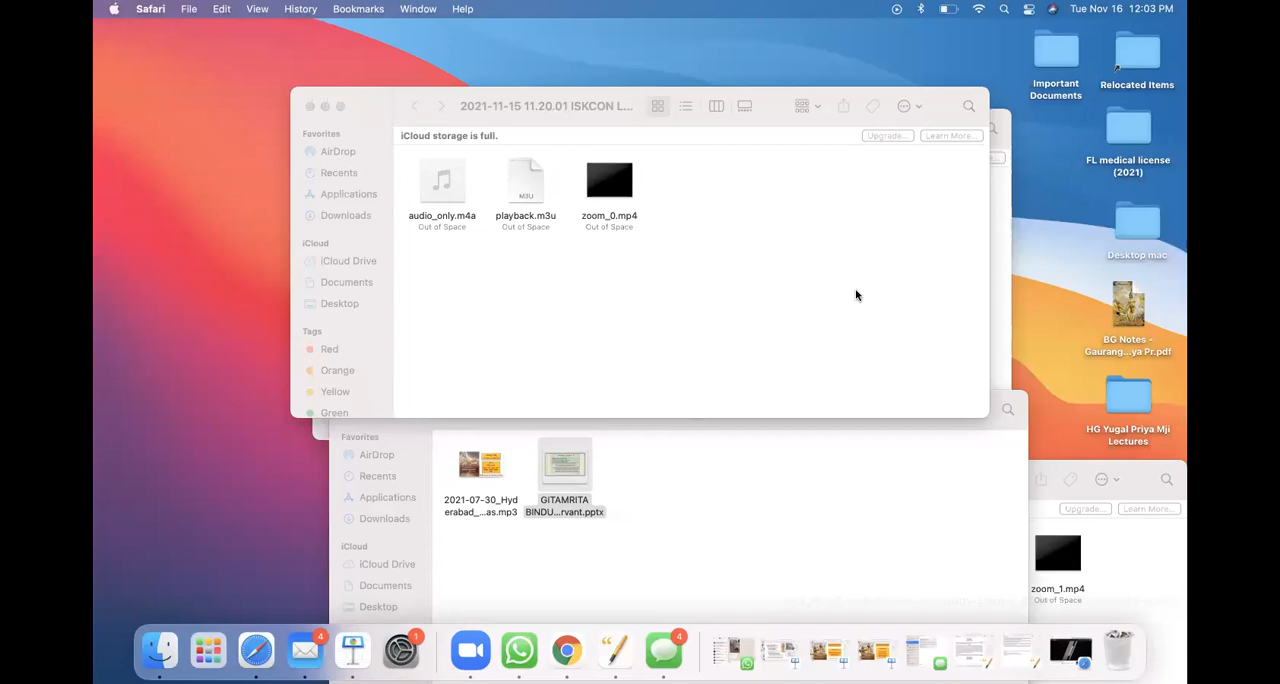 Safari File Edit View History Bookmarks Window Help Tue Nov 16 12:03 PM
2021-11-15 11.20.01 ISKCON L...
Favorites
AirDrop
Recents
Applications
Downloads
iCloud
iCloud Drive
Documents
Desktop
Tags
Red
Orange
Yellow
Green
iCloud storage is full.
Upgrade...
Learn More...
audio_only.m4a
Out of Space
M3U
playback.m3u
Out of Space
zoom_0.mp4
Out of Space
Important
Documents
Relocated Items
FL medical license
(2021)
Desktop mac
BG Notes -
Gaurang...ya Pr.pdf
HG Yugal Priya Mji
Lectures
Favorites
AirDrop
Recents
Applications
Downloads
iCloud
iCloud Drive
Documents
Desktop
2021-07-30_Hyd
erabad_...as.mp3
GITAMRITA
BINDU...rvant.pptx
Upgrade...
Learn More...
zoom_1.mp4
Out of Space
4
1
4